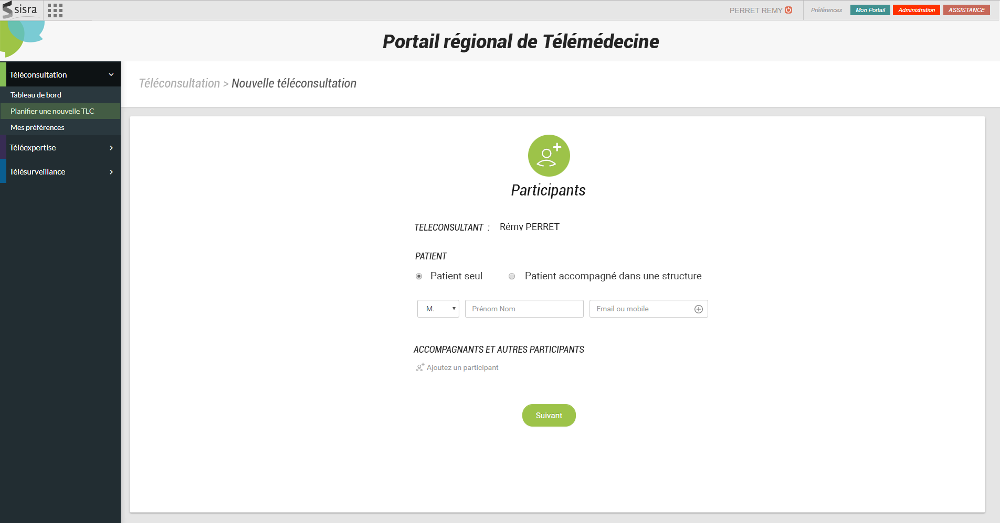 sisra
PERRET REMY
Préférences
Mon Portail
Administration
ASSISTANCE
Portail régional de Télémédecine
Téléconsultation
Tableau de bord
Planifier une nouvelle TLC
Mes préférences
Téléexpertise
Télésurveillance
Téléconsultation > Nouvelle téléconsultation
Participants
TELECONSULTANT : Rémy PERRET
PATIENT
Patient seul
Patient accompagné dans une structure
M.
Prénom Nom
Email ou mobile
ACCOMPAGNANTS ET AUTRES PARTICIPANTS
Ajoutez un participant
Suivant